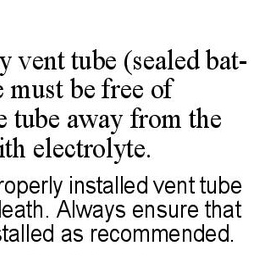 y vent tube (sealed bat-
e must be free of
e tube away from the
ith electrolyte.
roperly installed vent tube
death. Always ensure that
stalled as recommended.